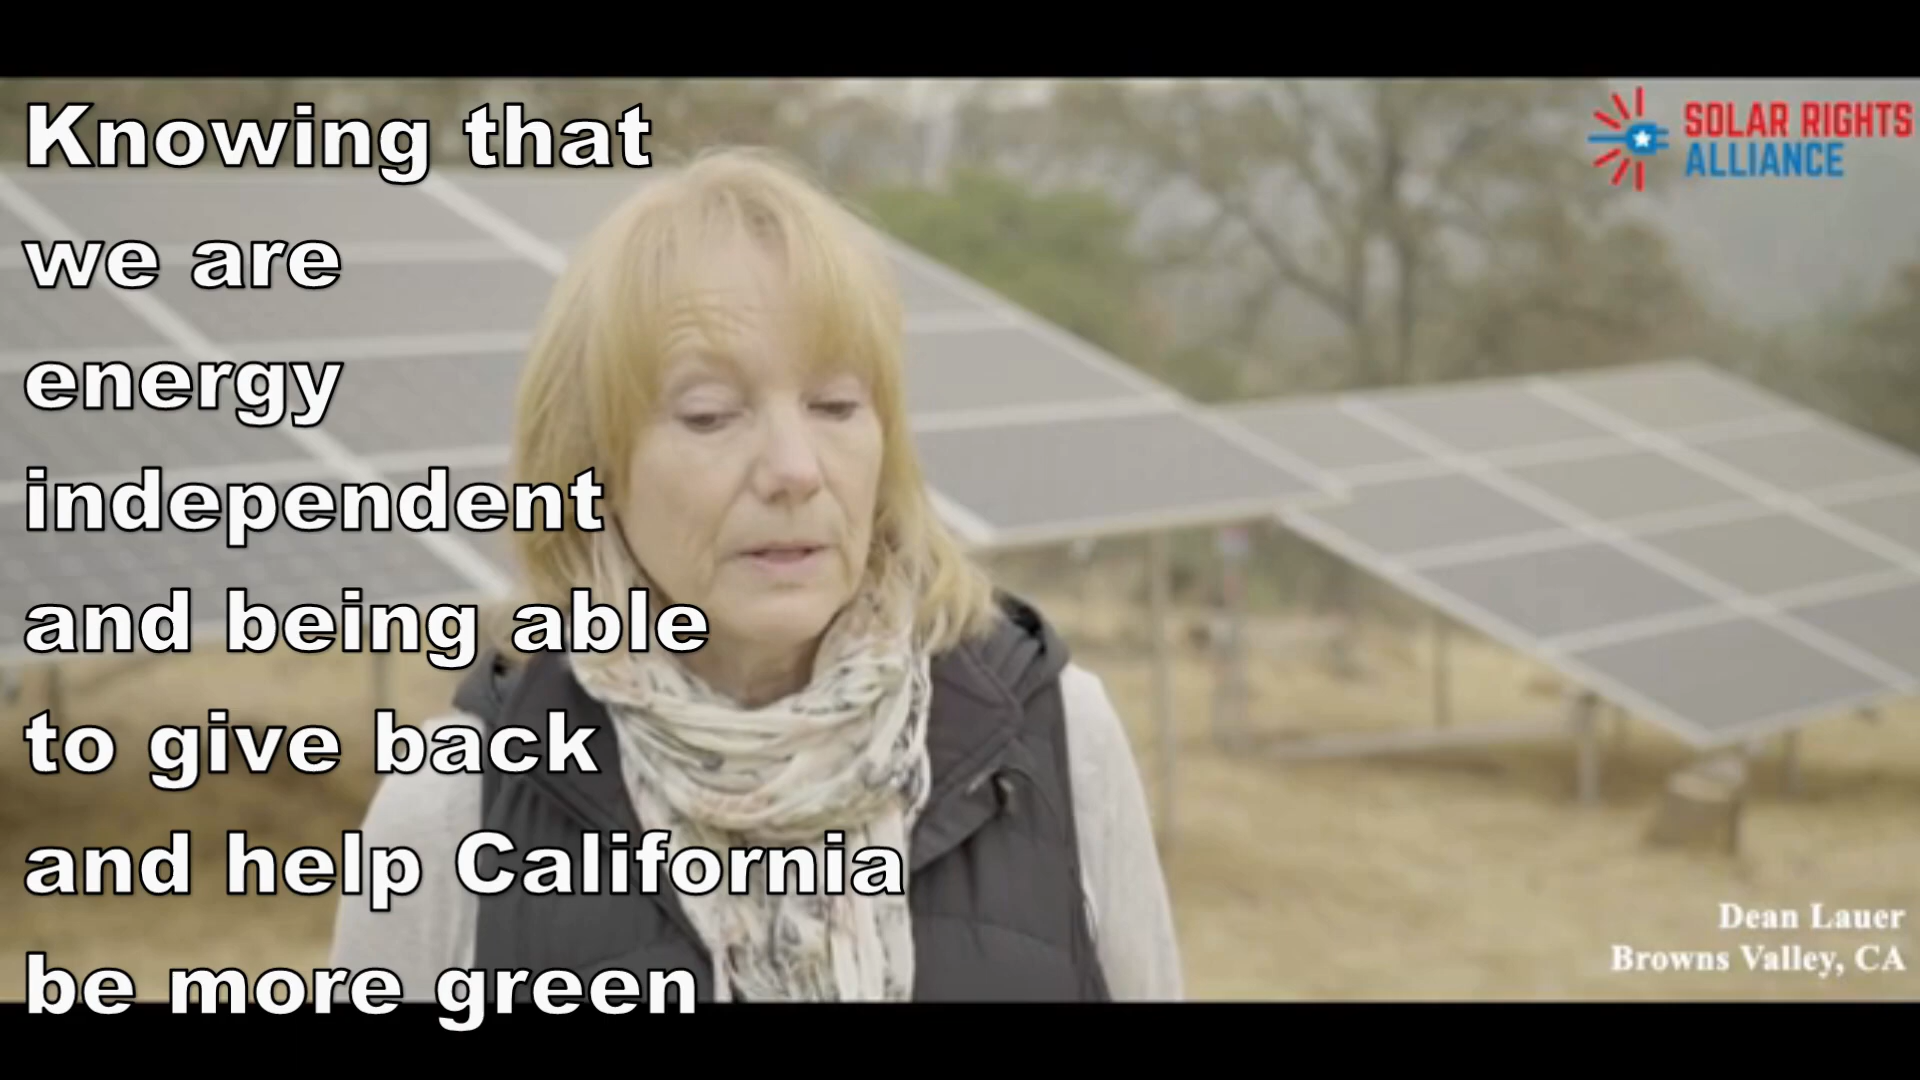 Knowing that
we are
energy
independent
and being able
to give back
and help California
be more green
SOLAR RIGHTS
ALLIANCE
Dean Lauer
Browns Valley, CA